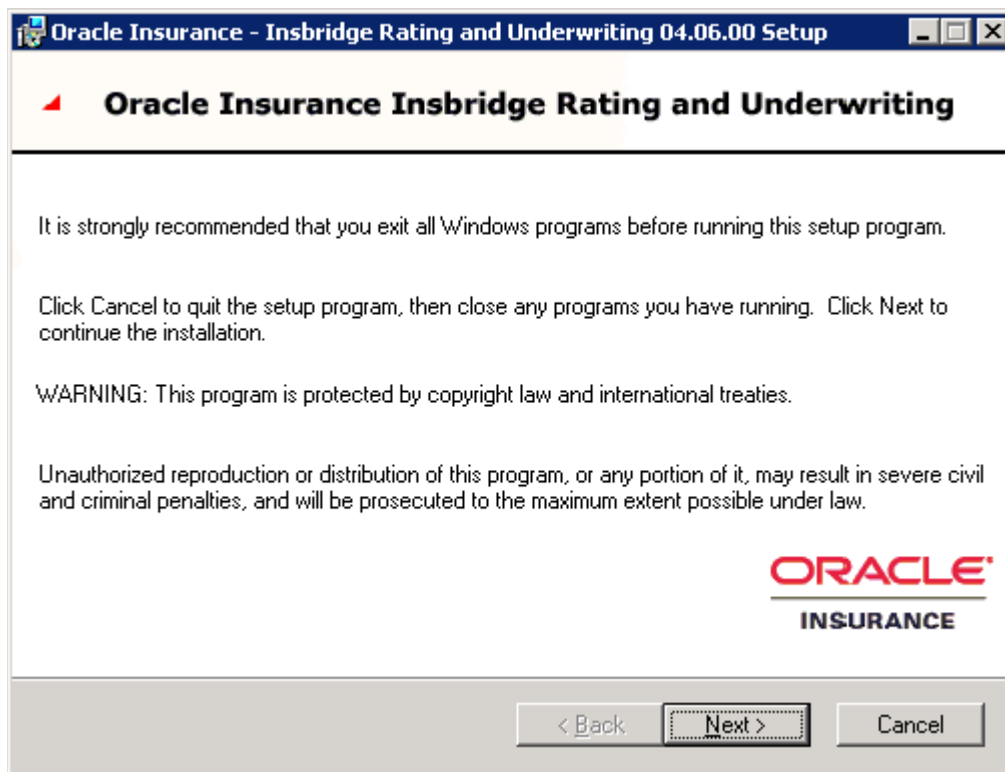 Oracle Insurance - Insbridge Rating and Underwriting 04.06.00 Setup
Oracle Insurance Insbridge Rating and Underwriting
It is strongly recommended that you exit all Windows programs before running this setup program.
Click Cancel to quit the setup program, then close any programs you have running.  Click Next to
continue the installation.
WARNING: This program is protected by copyright law and international treaties.
Unauthorized reproduction or distribution of this program, or any portion of it, may result in severe civil
and criminal penalties, and will be prosecuted to the maximum extent possible under law.
ORACLE
INSURANCE
< Back
Next >
Cancel